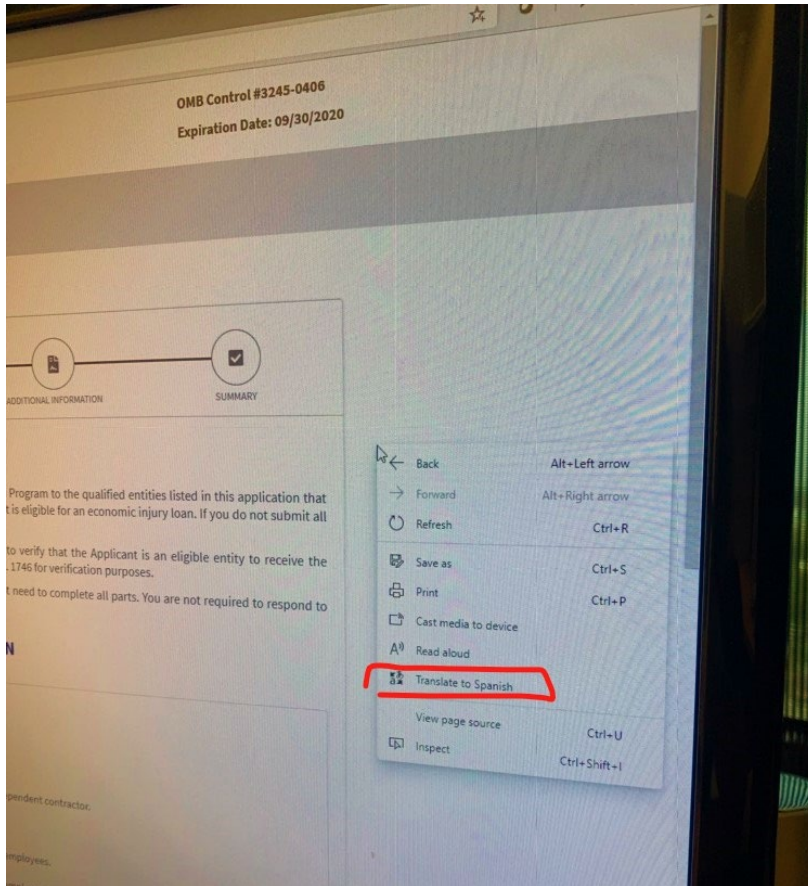 OMB Control #3245-0406
Expiration Date: 09/30/2020
ADDITIONAL INFORMATION
SUMMARY
Program to the qualified entities listed in this application that
t is eligible for an economic injury loan. If you do not submit all
to verify that the Applicant is an eligible entity to receive the
. 1746 for verification purposes.
t need to complete all parts. You are not required to respond to
N
pendent contractor.
mployees.
Back Alt+Left arrow
Forward Alt+Right arrow
Refresh Ctrl+R
Save as Ctrl+S
Print Ctrl+P
Cast media to device
Read aloud
Translate to Spanish
View page source Ctrl+U
Inspect Ctrl+Shift+I